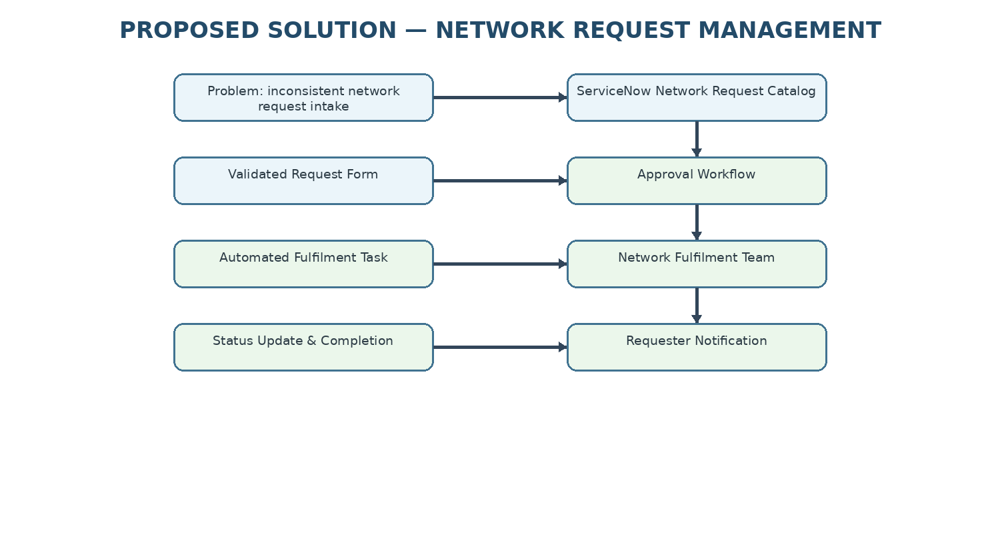 PROPOSED SOLUTION — NETWORK REQUEST MANAGEMENT
Problem: inconsistent network
request intake
ServiceNow Network Request Catalog
Validated Request Form
Approval Workflow
Automated Fulfilment Task
Network Fulfilment Team
Status Update & Completion
Requester Notification